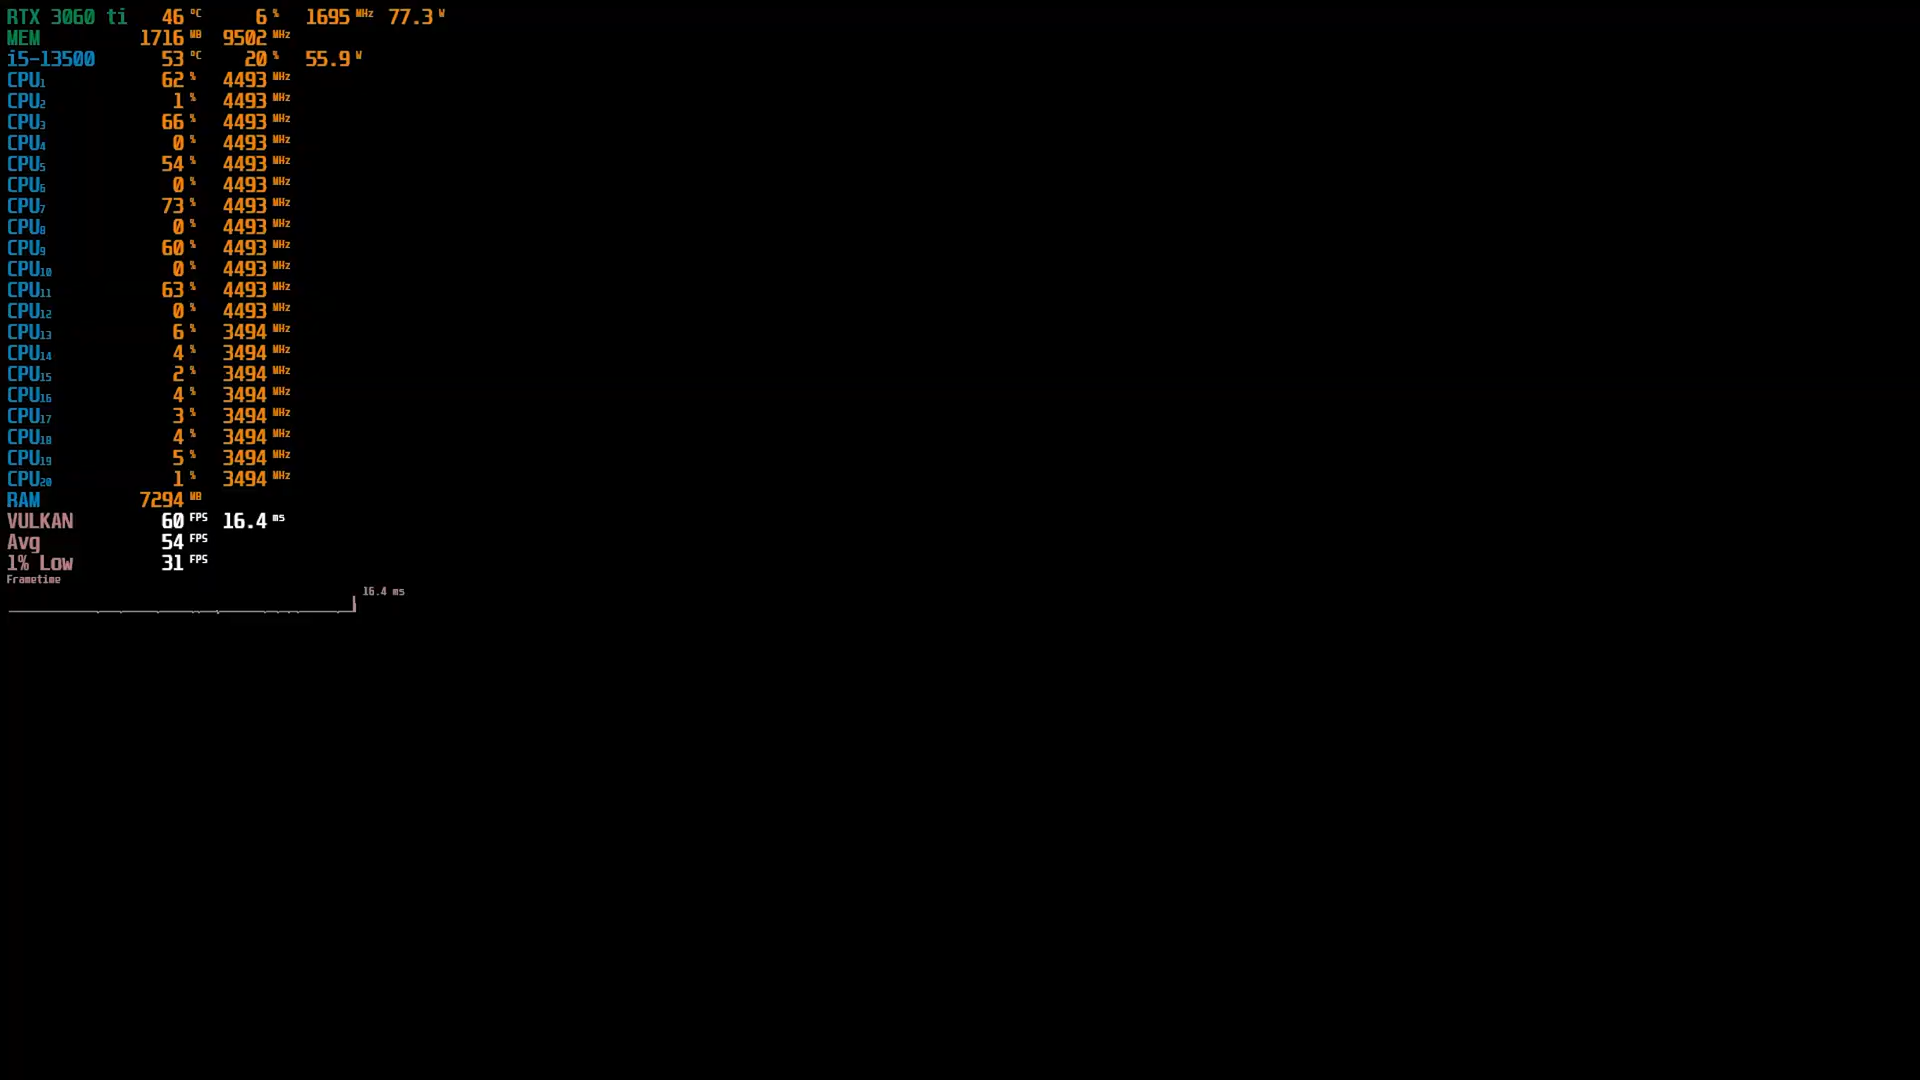 RTX 3060 ti 46 °C 6 % 1695 MHz 77.3 W
MEM 1716 MB 9502 MHz
i5-13500 53 °C 20 % 55.9 W
CPU1 62 % 4493 MHz
CPU2 1 % 4493 MHz
CPU3 66 % 4493 MHz
CPU4 0 % 4493 MHz
CPU5 54 % 4493 MHz
CPU6 0 % 4493 MHz
CPU7 73 % 4493 MHz
CPU8 0 % 4493 MHz
CPU9 60 % 4493 MHz
CPU10 0 % 4493 MHz
CPU11 63 % 4493 MHz
CPU12 0 % 4493 MHz
CPU13 6 % 3494 MHz
CPU14 4 % 3494 MHz
CPU15 2 % 3494 MHz
CPU16 4 % 3494 MHz
CPU17 3 % 3494 MHz
CPU18 4 % 3494 MHz
CPU19 5 % 3494 MHz
CPU20 1 % 3494 MHz
RAM 7294 MB
VULKAN 60 FPS 16.4 ms
Avg 54 FPS
1% Low 31 FPS
Frametime
16.4 ms